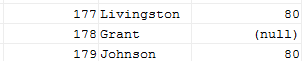 177 Livingston 80
178 Grant (null)
179 Johnson 80